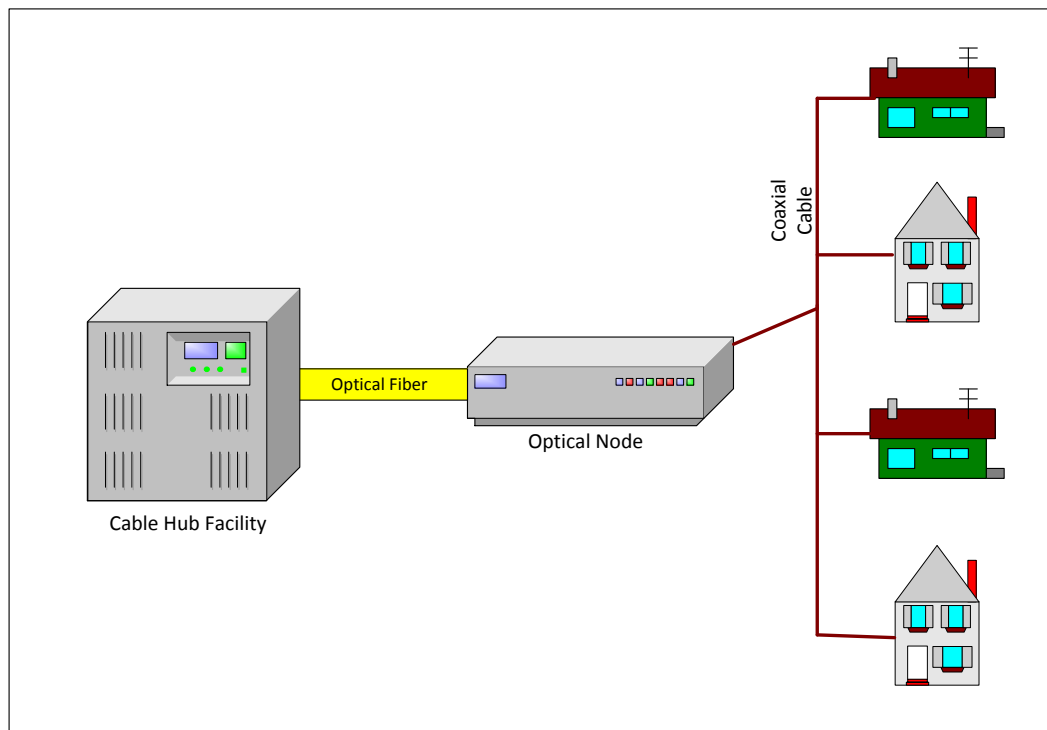 Coaxial
Cable
Optical Fiber
Optical Node
Cable Hub Facility